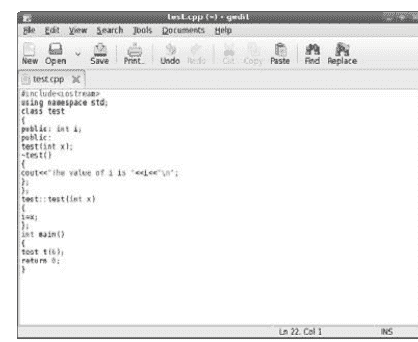 test.cpp (~) - gedit
File Edit View Search Tools Documents Help
New Open Save Print... Undo Redo Cut Copy Paste Find Replace
test.cpp
#include<iostream>
using namespace std;
class test
{
public: int i;
public:
test(int x);
~test()
{
cout<<"The value of i is "<<i<<"\n";
};
};
test::test(int x)
{
i=x;
};
int main()
{
test t(6);
return 0;
}
Ln 22, Col 1 INS